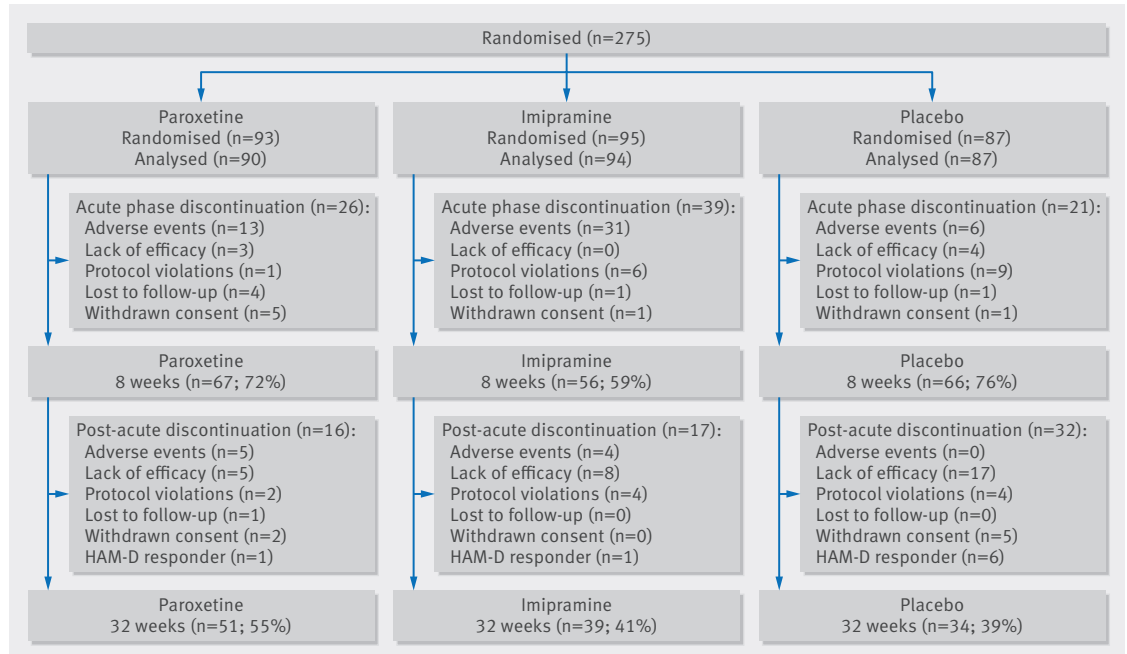 Randomised (n=275)
Paroxetine
Randomised (n=93)
Analysed (n=90)
Imipramine
Randomised (n=95)
Analysed (n=94)
Placebo
Randomised (n=87)
Analysed (n=87)
Acute phase discontinuation (n=26):
Adverse events (n=13)
Lack of efficacy (n=3)
Protocol violations (n=1)
Lost to follow-up (n=4)
Withdrawn consent (n=5)
Acute phase discontinuation (n=39):
Adverse events (n=31)
Lack of efficacy (n=0)
Protocol violations (n=6)
Lost to follow-up (n=1)
Withdrawn consent (n=1)
Acute phase discontinuation (n=21):
Adverse events (n=6)
Lack of efficacy (n=4)
Protocol violations (n=9)
Lost to follow-up (n=1)
Withdrawn consent (n=1)
Paroxetine
8 weeks (n=67; 72%)
Imipramine
8 weeks (n=56; 59%)
Placebo
8 weeks (n=66; 76%)
Post-acute discontinuation (n=16):
Adverse events (n=5)
Lack of efficacy (n=5)
Protocol violations (n=2)
Lost to follow-up (n=1)
Withdrawn consent (n=2)
HAM-D responder (n=1)
Post-acute discontinuation (n=17):
Adverse events (n=4)
Lack of efficacy (n=8)
Protocol violations (n=4)
Lost to follow-up (n=0)
Withdrawn consent (n=0)
HAM-D responder (n=1)
Post-acute discontinuation (n=32):
Adverse events (n=0)
Lack of efficacy (n=17)
Protocol violations (n=4)
Lost to follow-up (n=0)
Withdrawn consent (n=5)
HAM-D responder (n=6)
Paroxetine
32 weeks (n=51; 55%)
Imipramine
32 weeks (n=39; 41%)
Placebo
32 weeks (n=34; 39%)